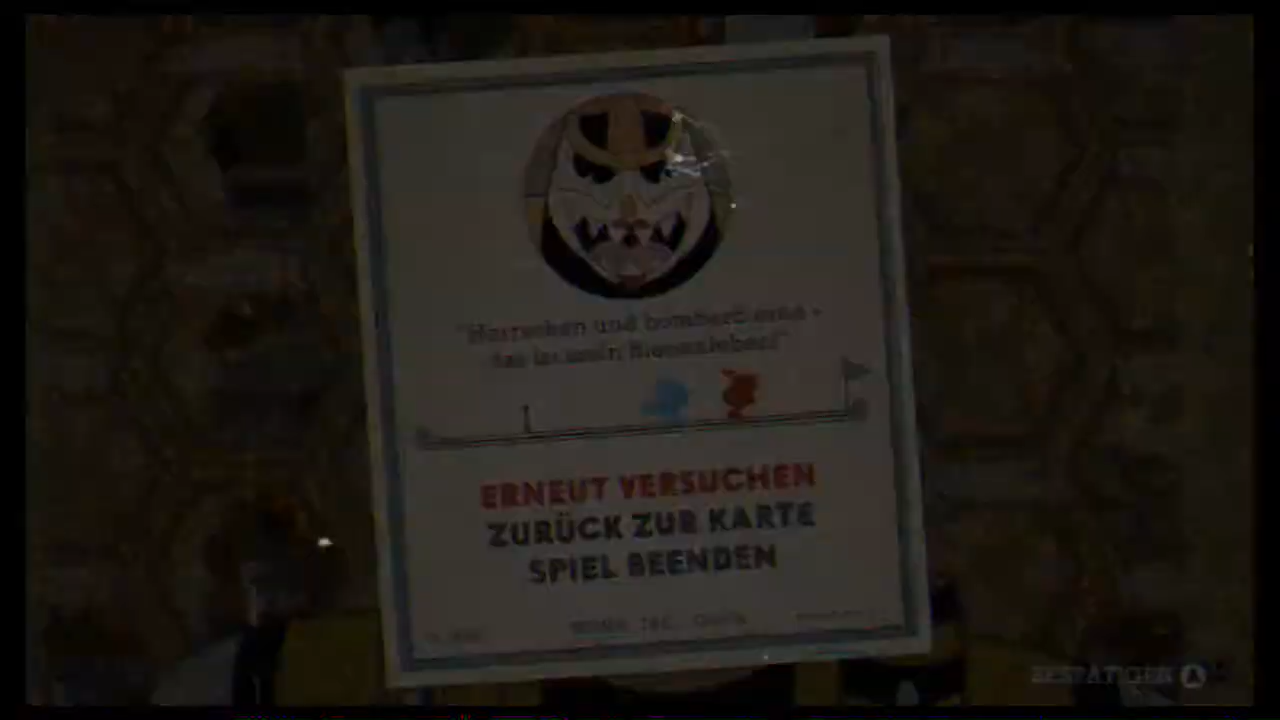 "Herrschen und bombardieren -
das ist mein Bienenleben!"
ERNEUT VERSUCHEN
ZURÜCK ZUR KARTE
SPIEL BEENDEN
BESTÄTIGEN A